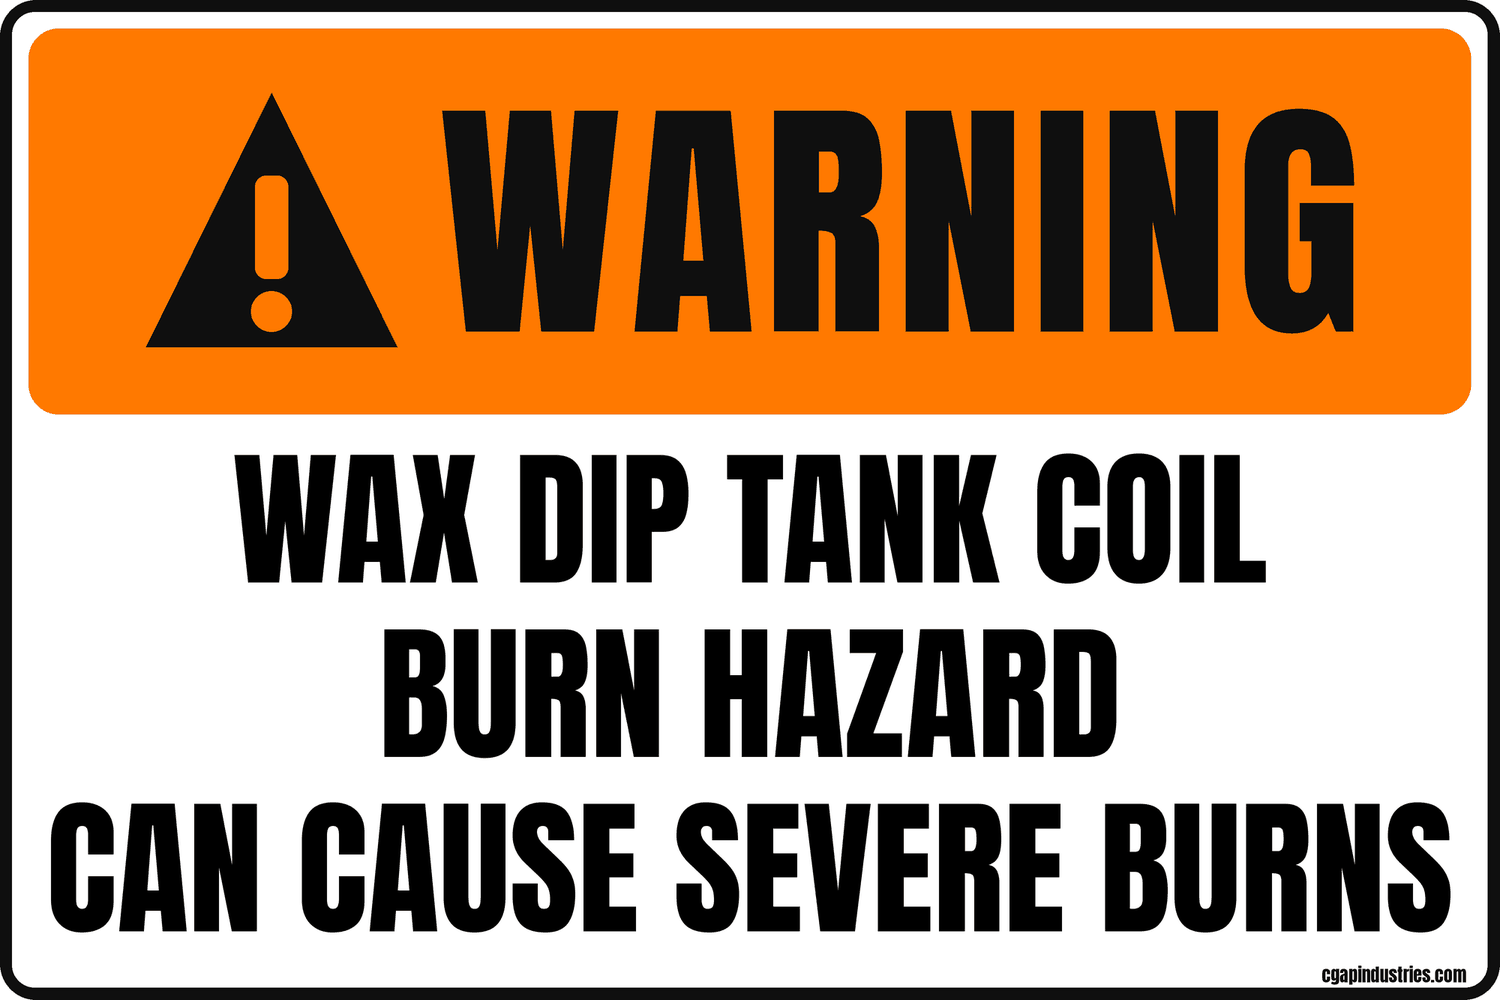 WARNING
WAX DIP TANK COIL
BURN HAZARD
CAN CAUSE SEVERE BURNS
cgapindustries.com